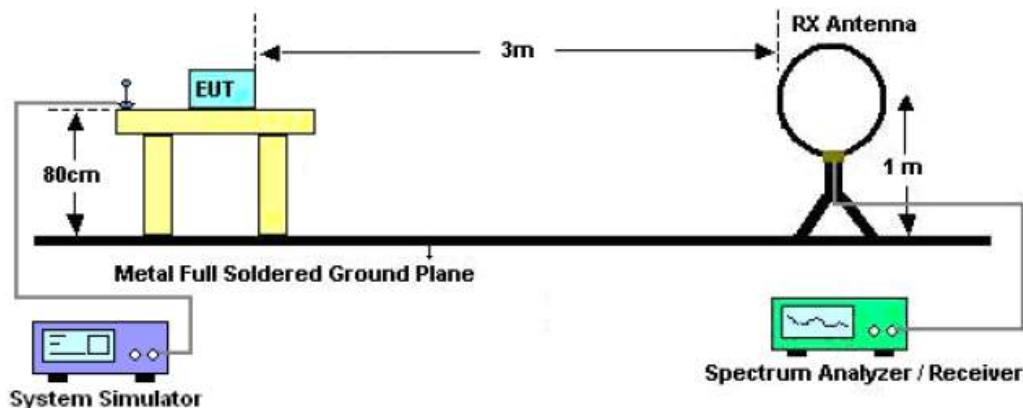 RX Antenna
3m
EUT
80cm
1 m
Metal Full Soldered Ground Plane
System Simulator
Spectrum Analyzer / Receiver